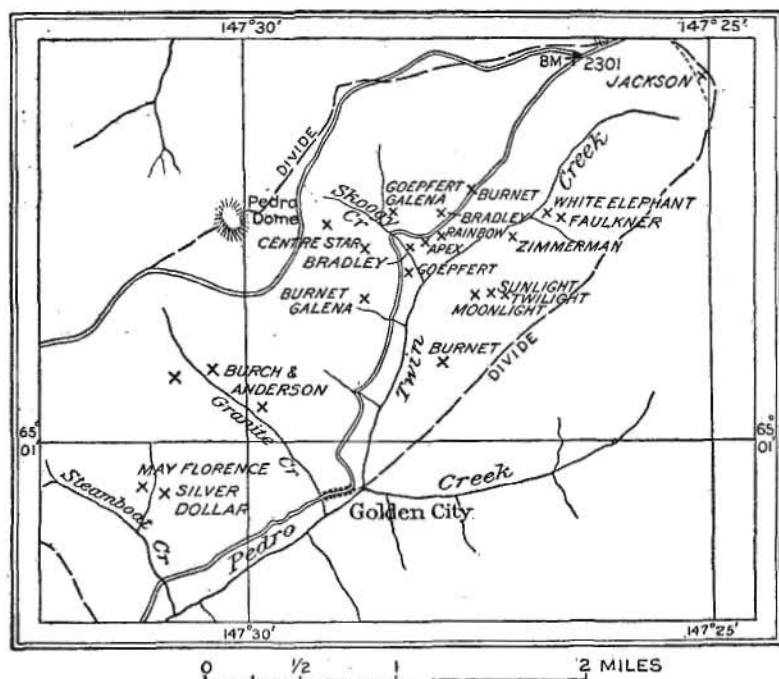 147°30'
147°25'
BM 2301
JACKSON
DIVIDE
Creek
Skoogy
Cr
GOEPFERT
GALENA
BURNET
WHITE ELEPHANT
Pedro
Dome
BRADLEY
FAULKNER
RAINBOW
CENTRE STAR
APEX
ZIMMERMAN
BRADLEY
GOEPFERT
BURNET
GALENA
SUNLIGHT
TWILIGHT
MOONLIGHT
Twin
BURNET
DIVIDE
BURCH &
ANDERSON
Granite Cr
65°
01'
65°
01'
MAY FLORENCE
SILVER
DOLLAR
Steamboat Cr
Creek
Golden City
Pedro
147°30'
147°25'
0 1/2 1 2 MILES